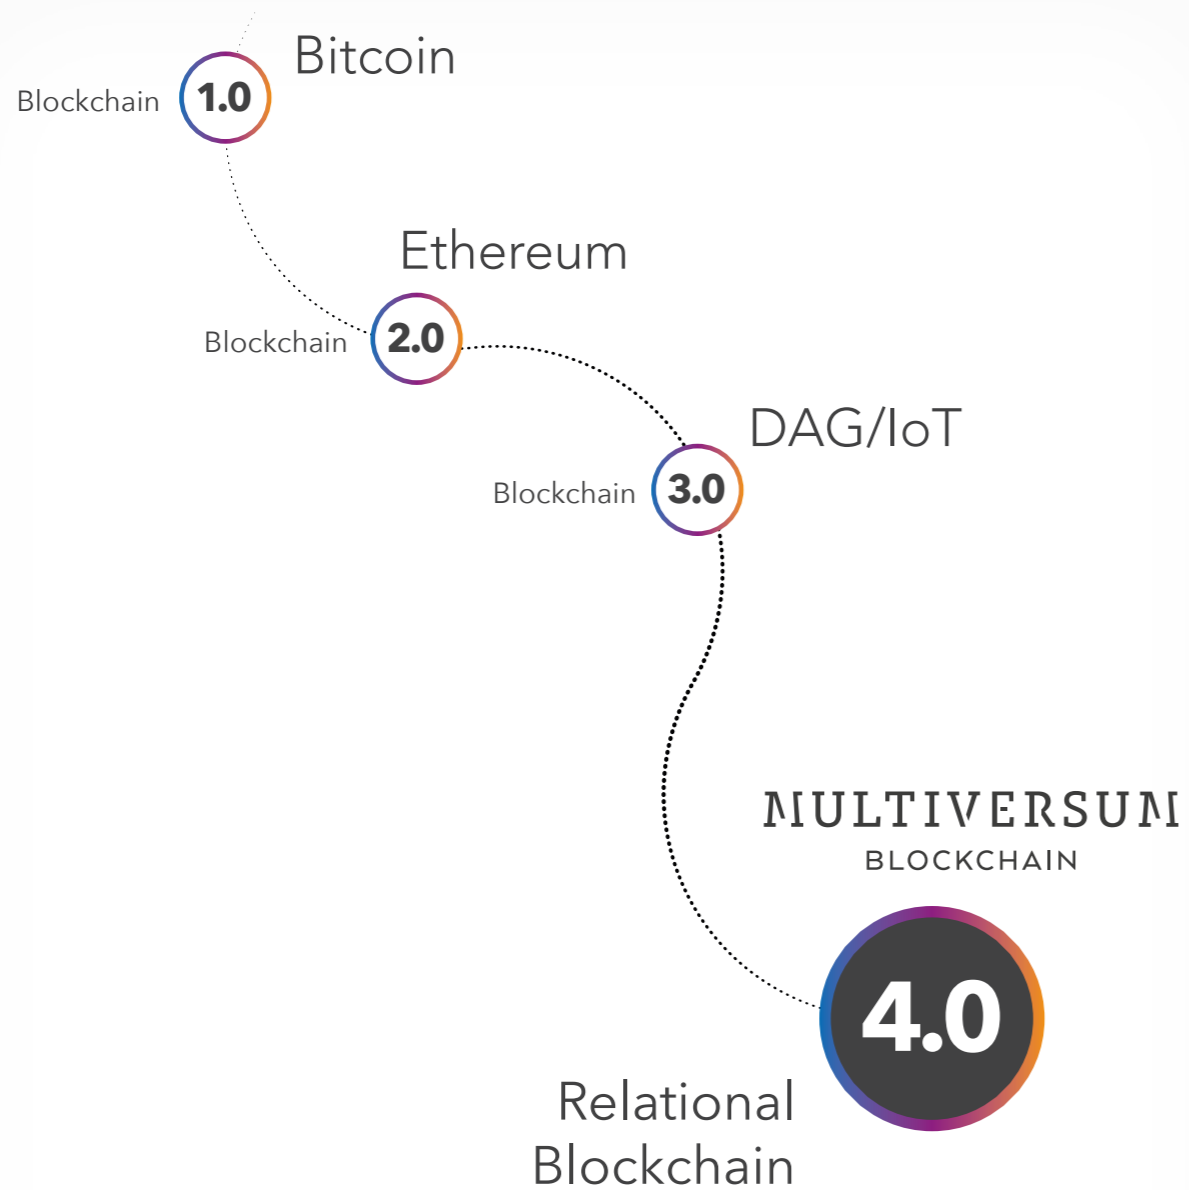 Bitcoin
Blockchain 1.0
Ethereum
Blockchain 2.0
DAG/IoT
Blockchain 3.0
MULTIVERSUM
BLOCKCHAIN
4.0
Relational
Blockchain